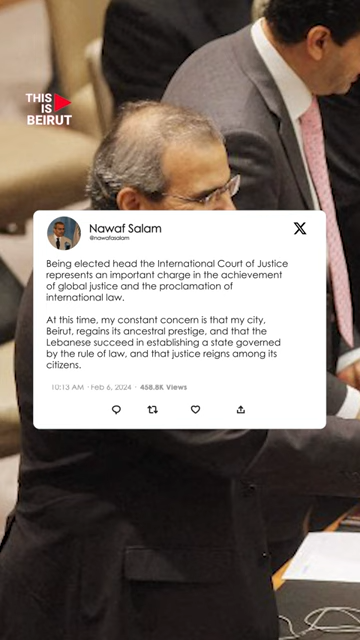 THIS
IS
BEIRUT
Nawaf Salam
@nawafasalam
Being elected head the International Court of Justice
represents an important charge in the achievement
of global justice and the proclamation of
international law.
At this time, my constant concern is that my city,
Beirut, regains its ancestral prestige, and that the
Lebanese succeed in establishing a state governed
by the rule of law, and that justice reigns among its
citizens.
10:13 AM · Feb 6, 2024 · 458.8K Views